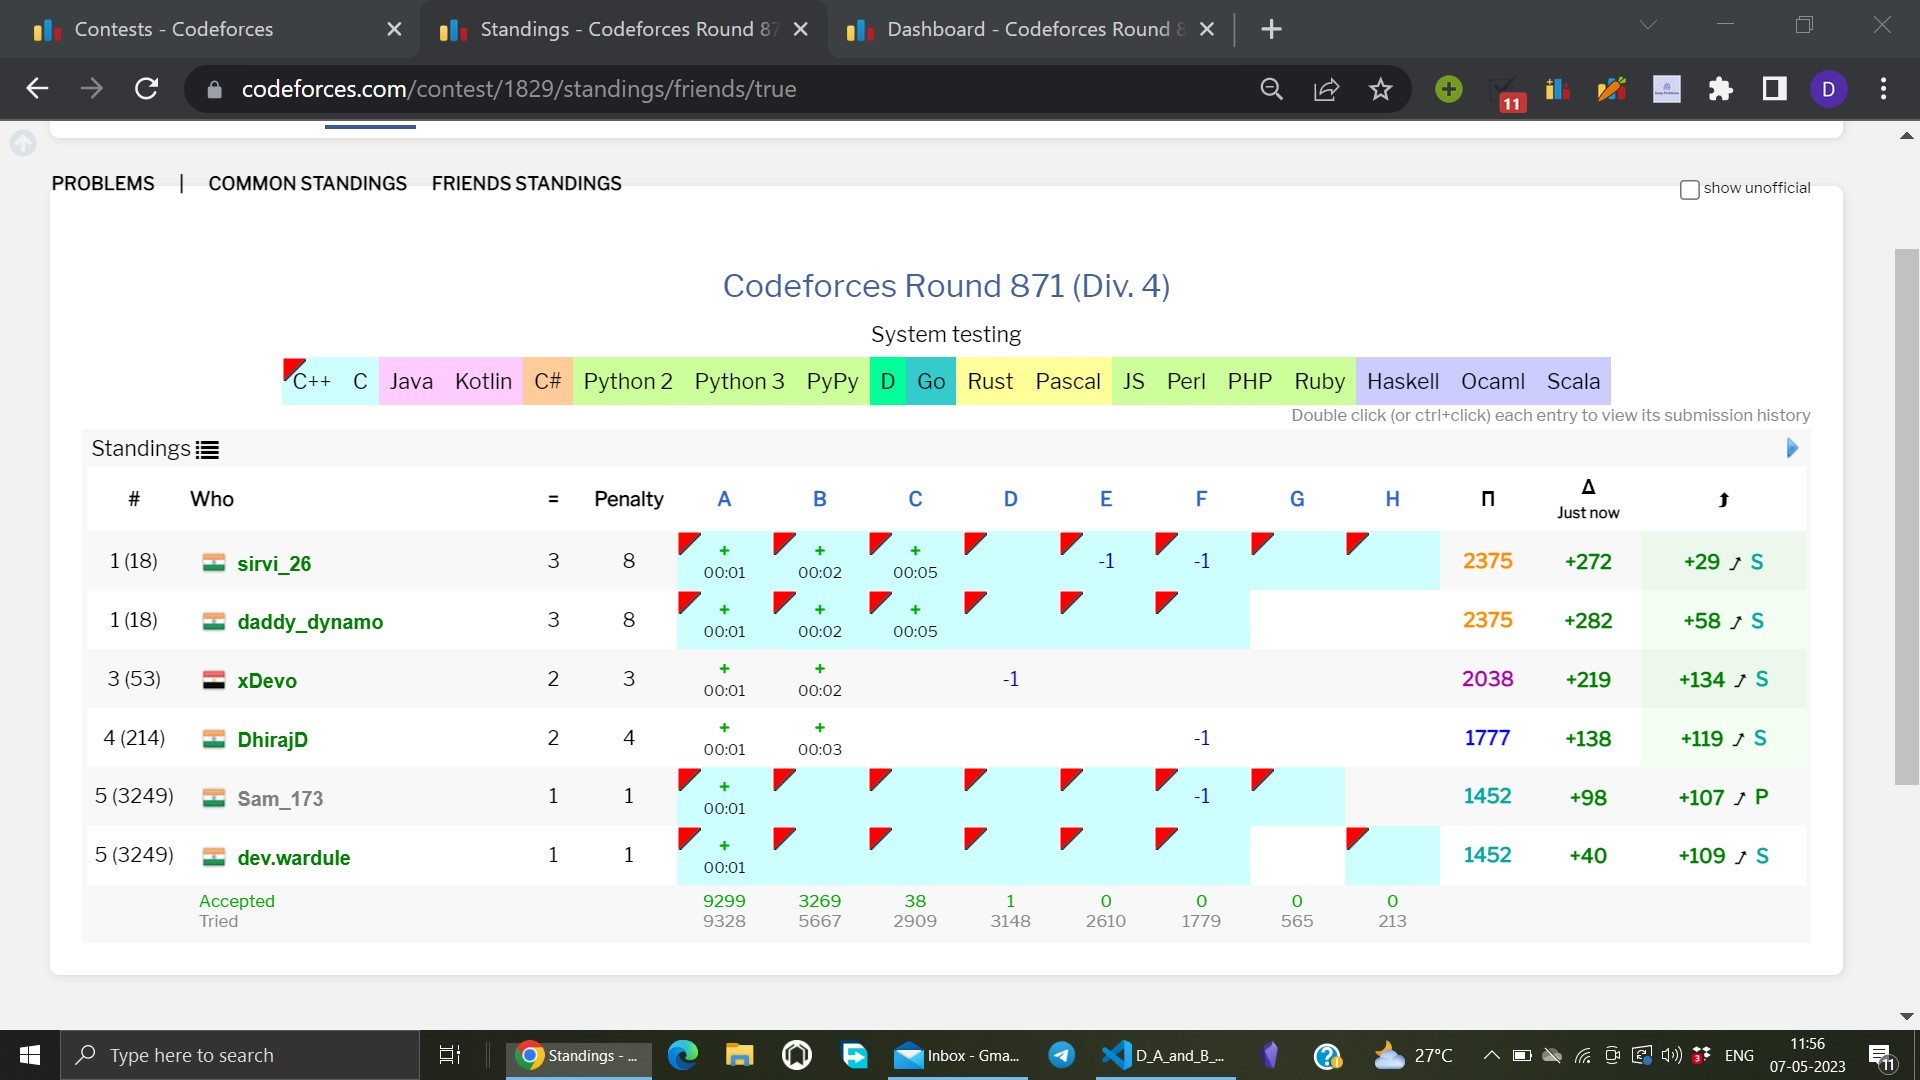 Contests - Codeforces
Standings - Codeforces Round 87
Dashboard - Codeforces Round 8
codeforces.com/contest/1829/standings/friends/true
11
D
PROBLEMS | COMMON STANDINGS FRIENDS STANDINGS
show unofficial
Codeforces Round 871 (Div. 4)
System testing
C++ C Java Kotlin C# Python 2 Python 3 PyPy D Go Rust Pascal JS Perl PHP Ruby Haskell Ocaml Scala
Double click (or ctrl+click) each entry to view its submission history
Standings
# Who = Penalty A B C D E F G H Π Δ Just now
1 (18) sirvi_26 3 8 + 00:01 + 00:02 + 00:05 -1 -1 2375 +272 +29 S
1 (18) daddy_dynamo 3 8 + 00:01 + 00:02 + 00:05 2375 +282 +58 S
3 (53) xDevo 2 3 + 00:01 + 00:02 -1 2038 +219 +134 S
4 (214) DhirajD 2 4 + 00:01 + 00:03 -1 1777 +138 +119 S
5 (3249) Sam_173 1 1 + 00:01 -1 1452 +98 +107 P
5 (3249) dev.wardule 1 1 + 00:01 1452 +40 +109 S
Accepted 9299 3269 38 1 0 0 0 0
Tried 9328 5667 2909 3148 2610 1779 565 213
Type here to search
Standings - ...
Inbox - Gma...
D_A_and_B_...
27°C
3
ENG
11:56
07-05-2023
11